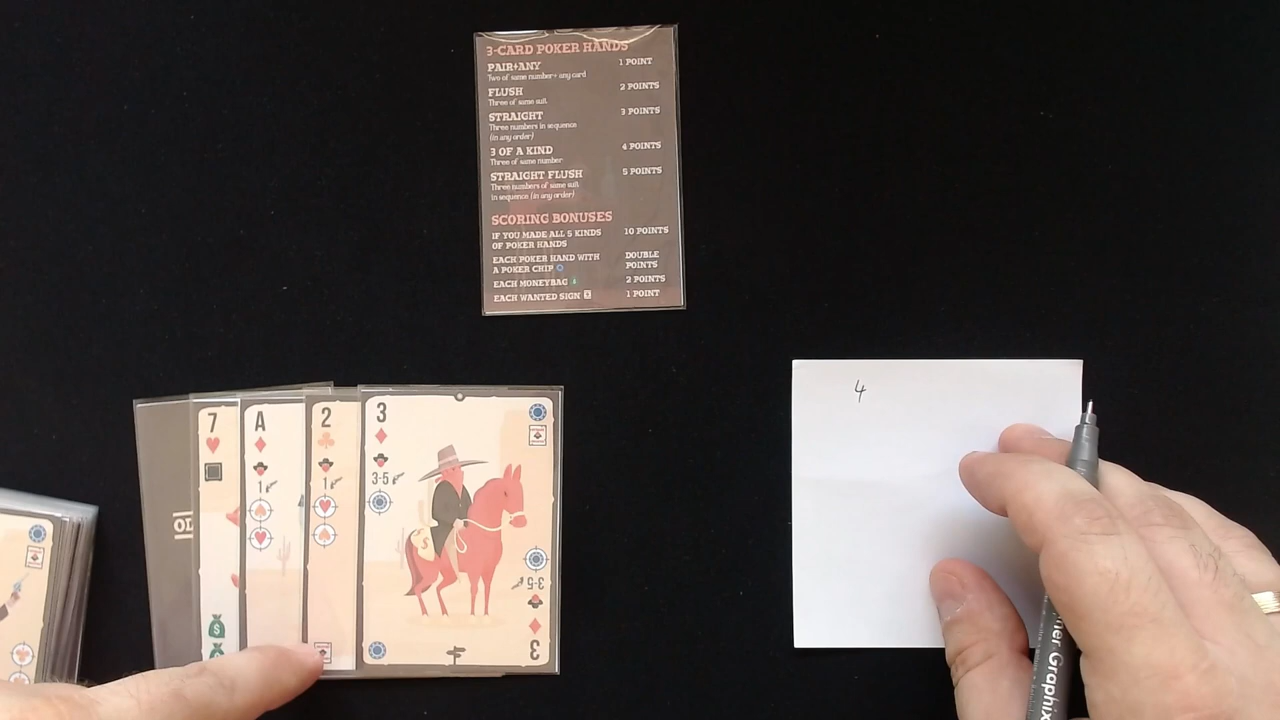 3-CARD POKER HANDS
PAIR+ANY 1 POINT
Two of same number+ any card
FLUSH 2 POINTS
Three of same suit
STRAIGHT 3 POINTS
Three numbers in sequence
(in any order)
3 OF A KIND 4 POINTS
Three of same number
STRAIGHT FLUSH 5 POINTS
Three numbers of same suit
in sequence (in any order)
SCORING BONUSES
IF YOU MADE ALL 5 KINDS 10 POINTS
OF POKER HANDS
EACH POKER HAND WITH DOUBLE
A POKER CHIP POINTS
EACH MONEYBAG 2 POINTS
EACH WANTED SIGN 1 POINT
7
A
1
2
1
3
3-5
3-5
3
$
S
4
Graphix